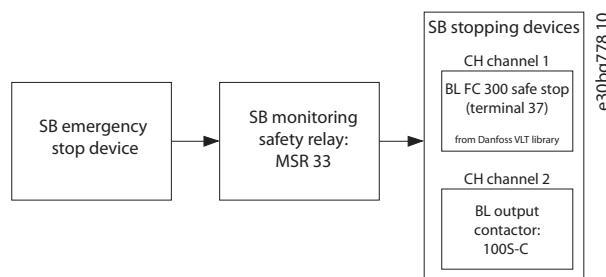 SB emergency
stop device
SB monitoring
safety relay:
MSR 33
SB stopping devices
CH channel 1
BL FC 300 safe stop
(terminal 37)
from Danfoss VLT library
CH channel 2
BL output
contactor:
100S-C
e30bg778.10